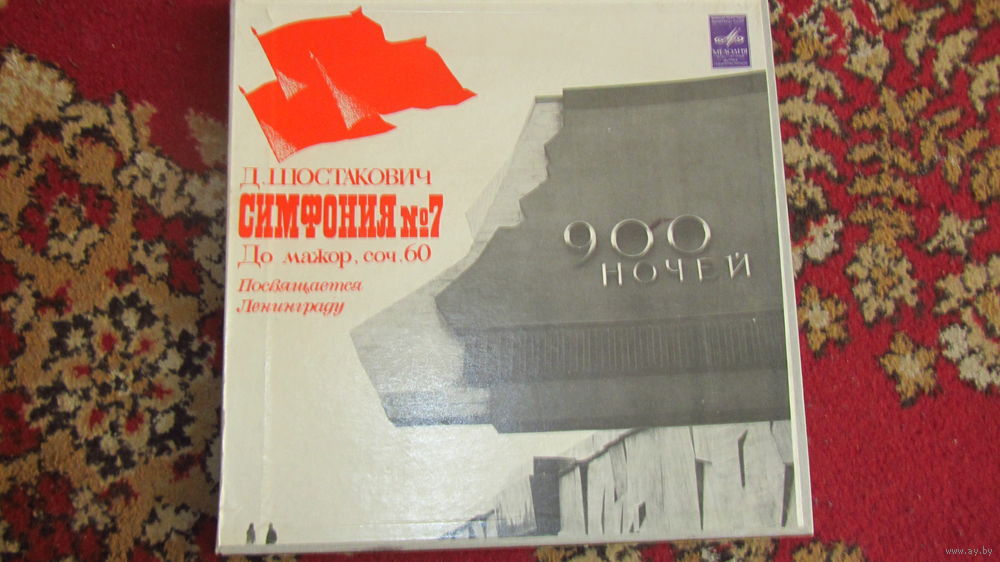 МЕЛОДИЯ
Д. ШОСТАКОВИЧ
СИМФОНИЯ №7
До мажор, соч. 60
Посвящается
Ленинграду
900
НОЧЕЙ
www.ay.by